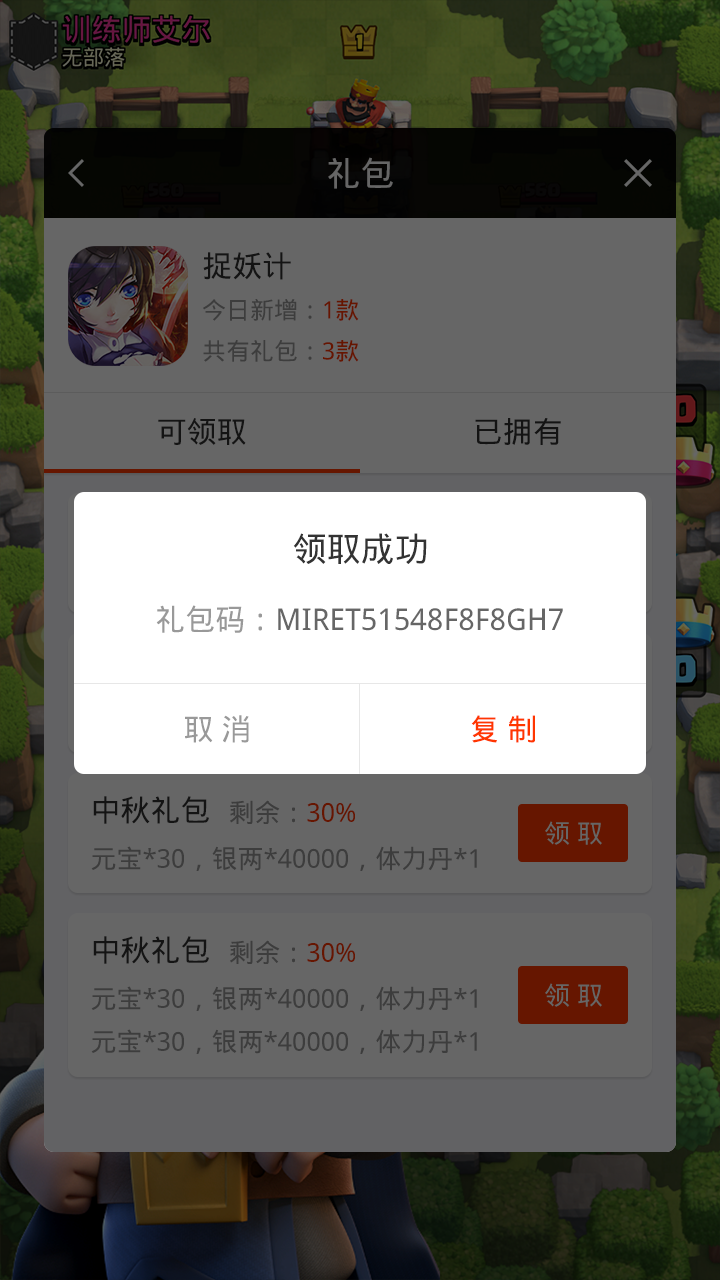 训练师艾尔
无部落
1
礼包
捉妖计
今日新增：1款
共有礼包：3款
可领取
已拥有
领取成功
礼包码：MIRET51548F8F8GH7
取 消
复 制
中秋礼包 剩余：30%
元宝*30，银两*40000，体力丹*1
领 取
中秋礼包 剩余：30%
元宝*30，银两*40000，体力丹*1
元宝*30，银两*40000，体力丹*1
领 取
0
0